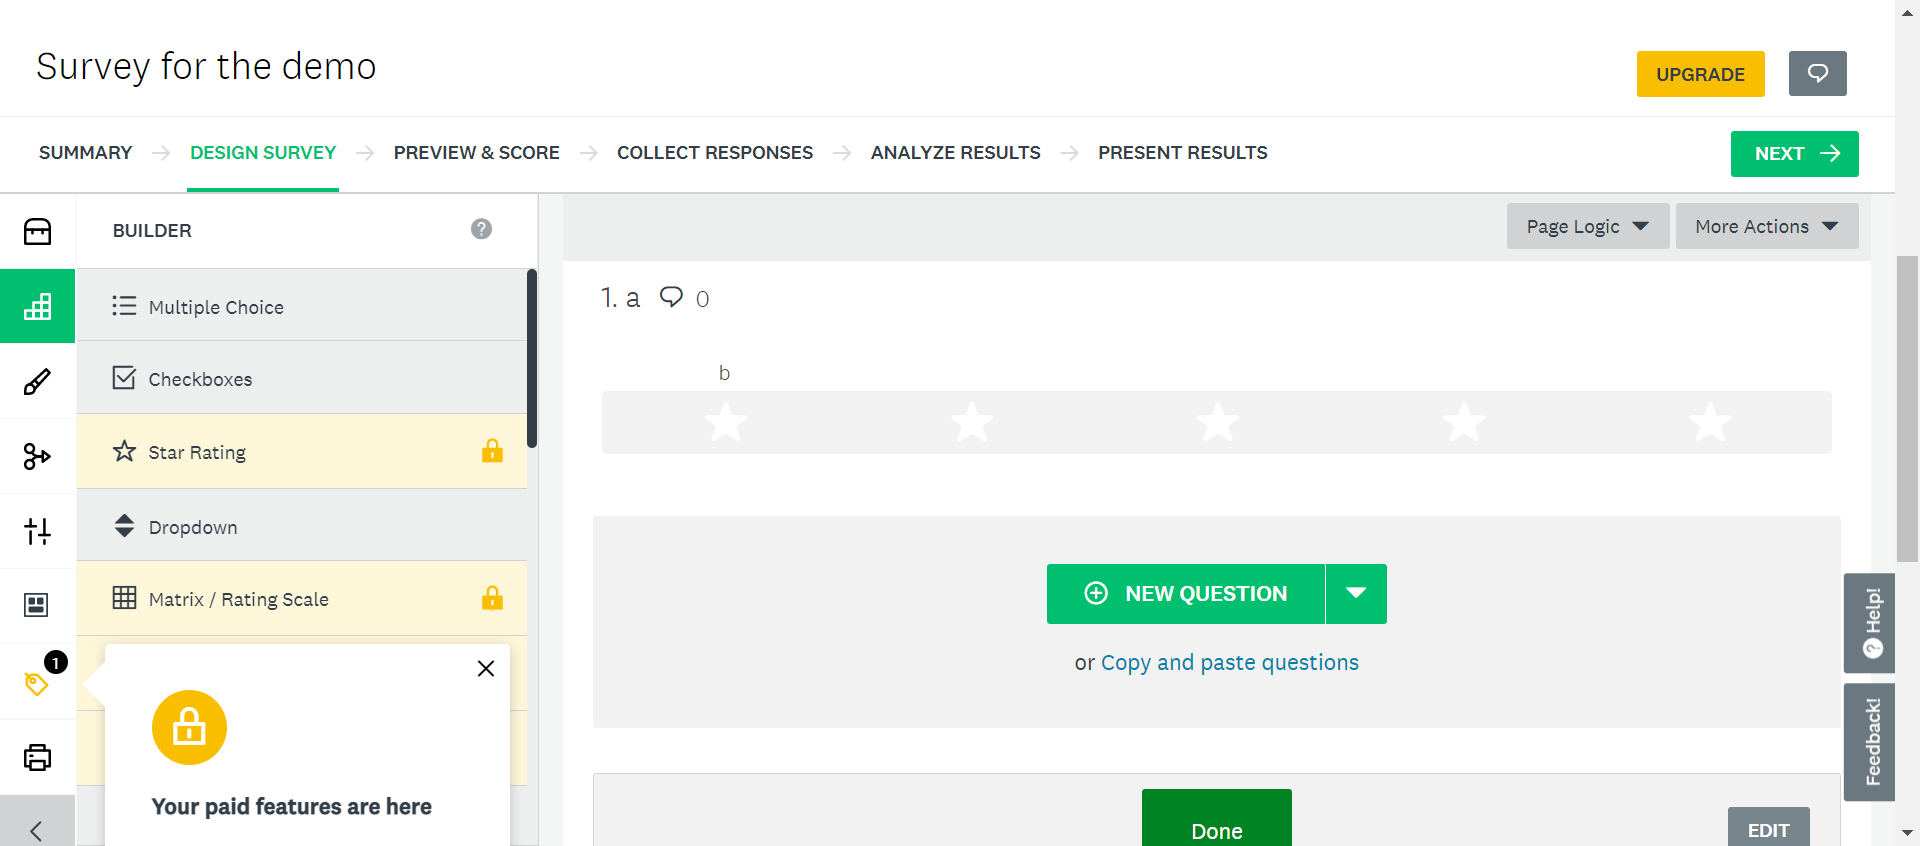 Survey for the demo
UPGRADE
SUMMARY
DESIGN SURVEY
PREVIEW & SCORE
COLLECT RESPONSES
ANALYZE RESULTS
PRESENT RESULTS
NEXT
BUILDER
?
Page Logic
More Actions
Multiple Choice
Checkboxes
Star Rating
Dropdown
Matrix / Rating Scale
1
Your paid features are here
1. a 0
b
NEW QUESTION
or Copy and paste questions
Done
EDIT
? Help!
Feedback!